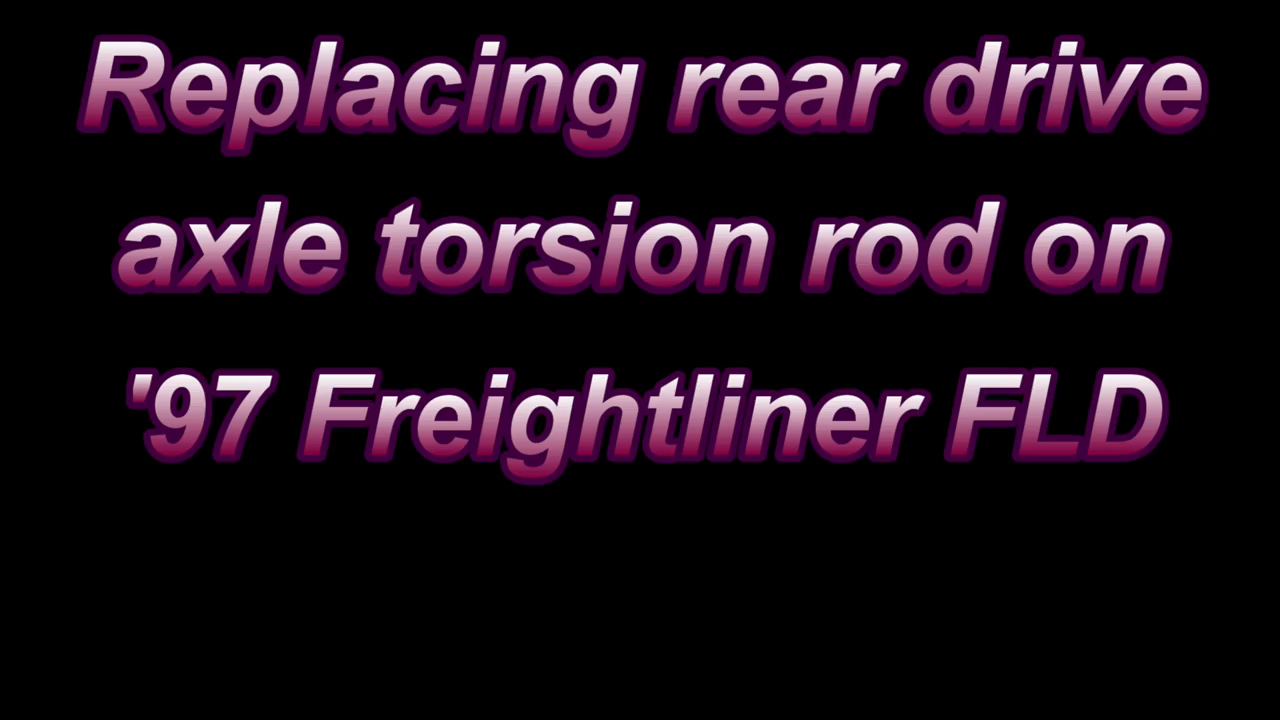 Replacing rear drive
axle torsion rod on
'97 Freightliner FLD